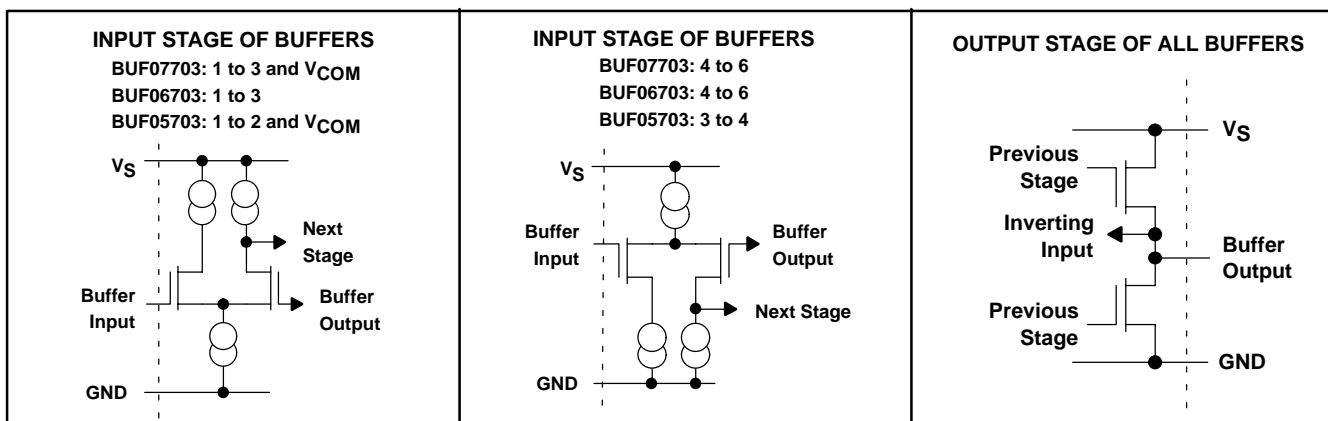 INPUT STAGE OF BUFFERS
BUF07703: 1 to 3 and VCOM
BUF06703: 1 to 3
BUF05703: 1 to 2 and VCOM
VS
Next
Stage
Buffer
Input
Buffer
Output
GND
INPUT STAGE OF BUFFERS
BUF07703: 4 to 6
BUF06703: 4 to 6
BUF05703: 3 to 4
VS
Buffer
Input
Buffer
Output
Next Stage
GND
OUTPUT STAGE OF ALL BUFFERS
VS
Previous
Stage
Inverting
Input
Buffer
Output
Previous
Stage
GND